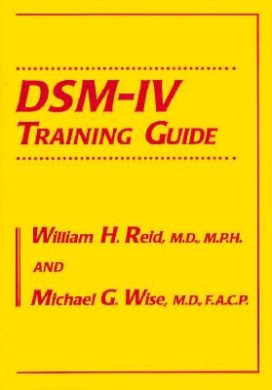 DSM-IV
TRAINING GUIDE
William H. Reid, M.D., M.P.H.
AND
Michael G. Wise, M.D., F.A.C.P.